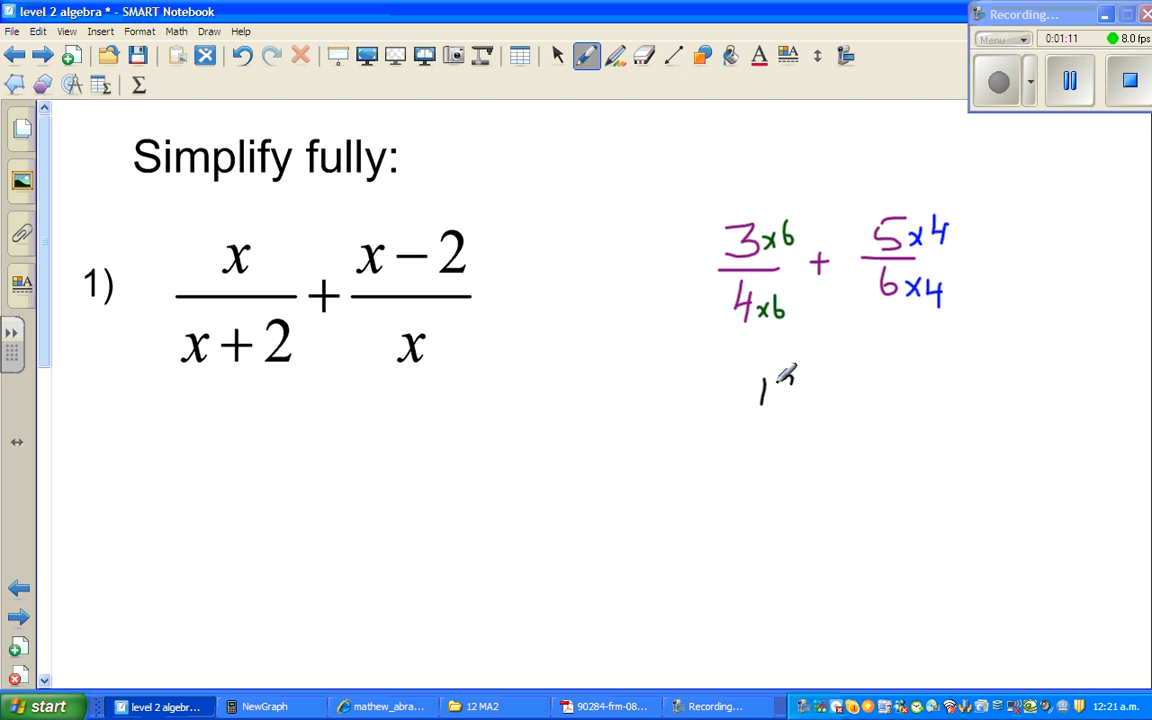 level 2 algebra * - SMART Notebook
Recording...
File Edit View Insert Format Math Draw Help
Menu
0:01:11
8.0 fps
Simplify fully:
1) x/(x+2) + (x−2)/x
3x6/4x6 + 5x4/6x4
1
start
level 2 algebra...
NewGraph
mathew_abra...
12 MA2
90284-frm-08...
Recording...
12:21 a.m.